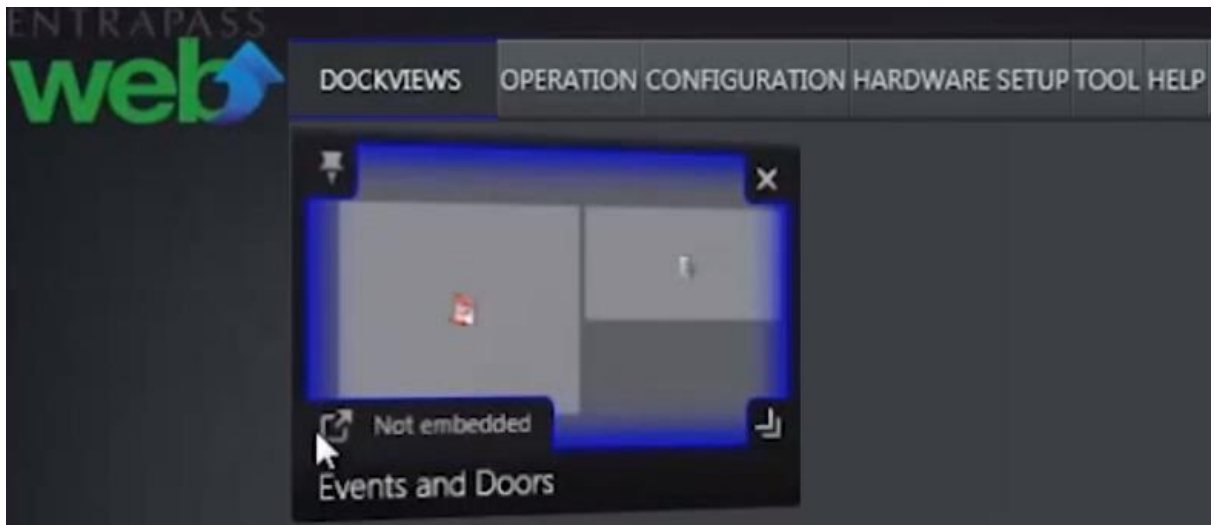 ENTRAPASS
web
DOCKVIEWS OPERATION CONFIGURATION HARDWARE SETUP TOOL HELP
Not embedded
Events and Doors